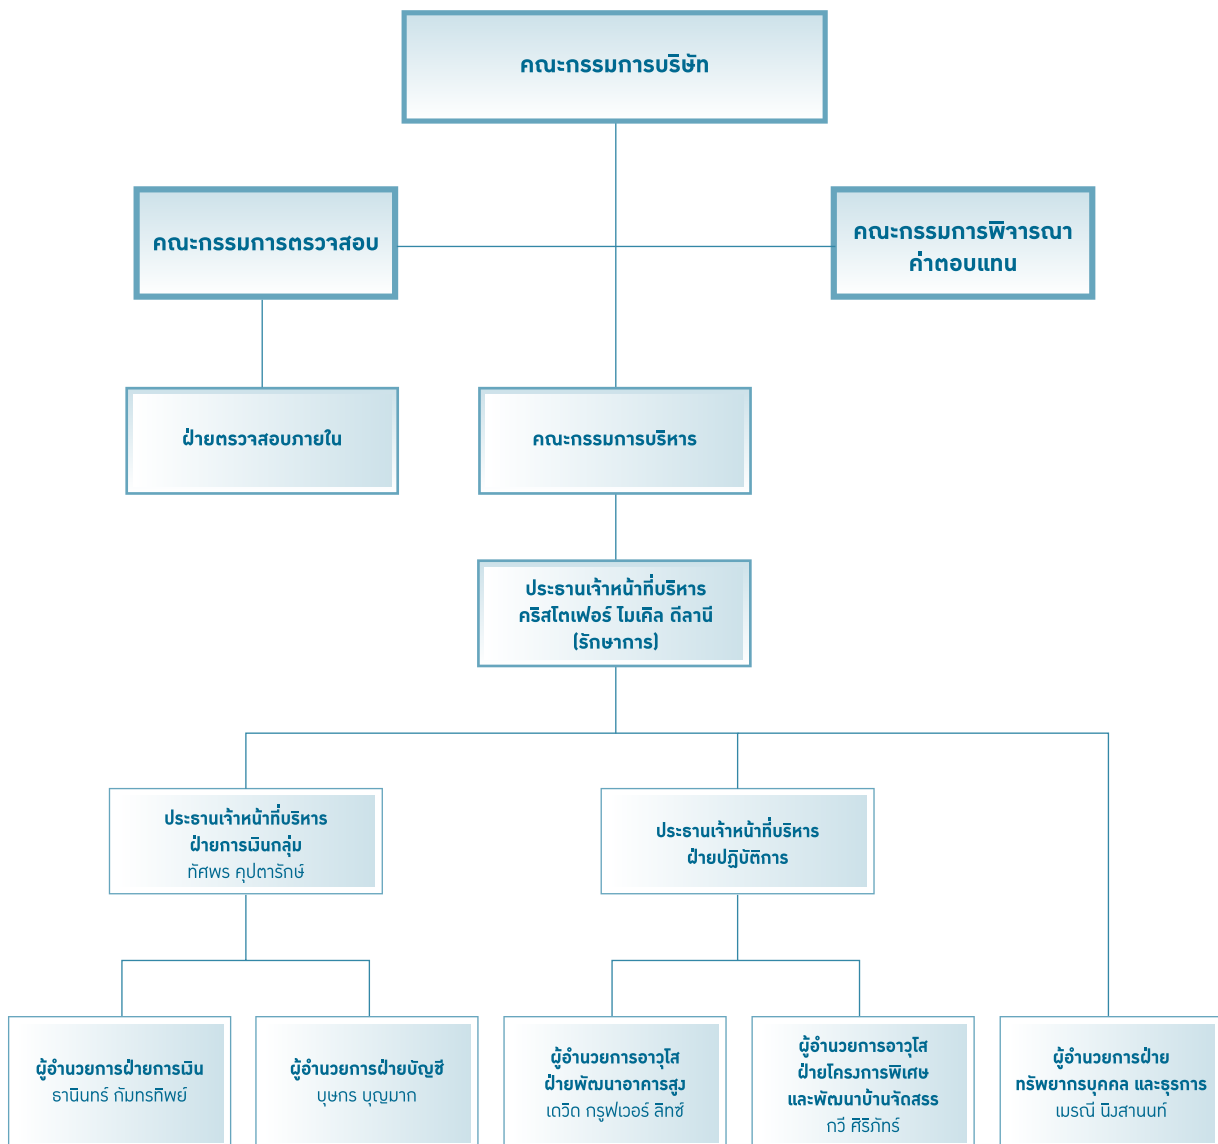 คณะกรรมการบริษัท
คณะกรรมการตรวจสอบ
คณะกรรมการพิจารณา
ค่าตอบแทน
ฝ่ายตรวจสอบภายใน
คณะกรรมการบริหาร
ประธานเจ้าหน้าที่บริหาร
คริสโตเฟอร์ ไมเคิล ดีลานี
(รักษาการ)
ประธานเจ้าหน้าที่บริหาร
ฝ่ายการเงินกลุ่ม
ทัศพร คุปตารักษ์
ประธานเจ้าหน้าที่บริหาร
ฝ่ายปฏิบัติการ
ผู้อำนวยการฝ่ายการเงิน
ธานินทร์ กัมทรทิพย์
ผู้อำนวยการฝ่ายบัญชี
บุษกร บุญมาก
ผู้อำนวยการอาวุโส
ฝ่ายพัฒนาอาคารสูง
เดวิด กรูฟเวอร์ ลิทซ์
ผู้อำนวยการอาวุโส
ฝ่ายโครงการพิเศษ
และพัฒนาบ้านจัดสรร
กวี ศิริภัทร์
ผู้อำนวยการฝ่าย
ทรัพยากรบุคคล และธุรการ
เมรณี นิงสานนท์